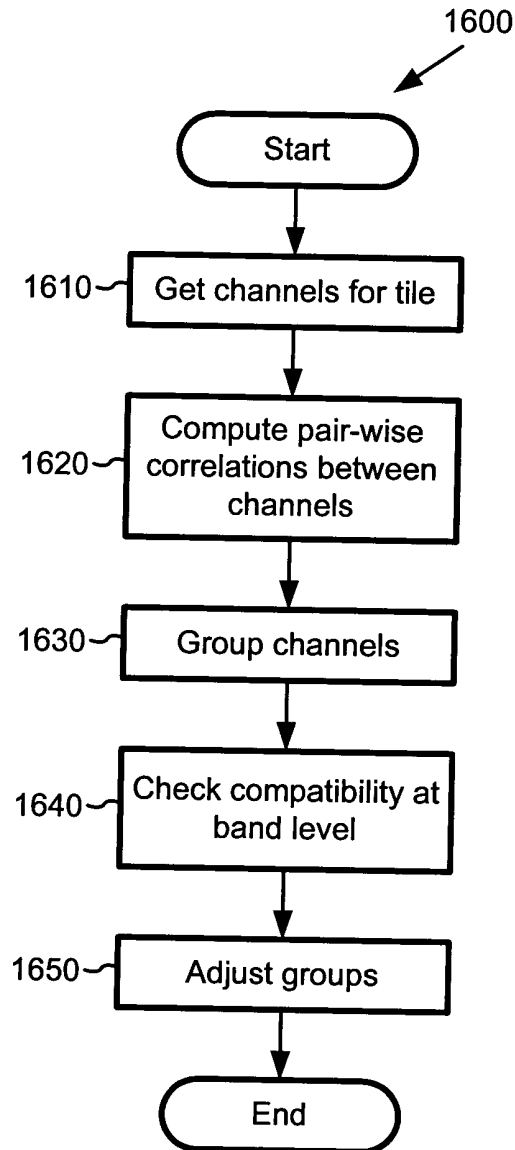 1600
Start
1610
Get channels for tile
1620
Compute pair-wise
correlations between
channels
1630
Group channels
1640
Check compatibility at
band level
1650
Adjust groups
End